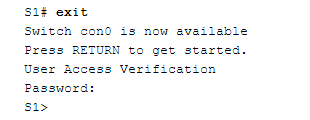 S1# exit
Switch con0 is now available
Press RETURN to get started.
User Access Verification
Password:
S1>